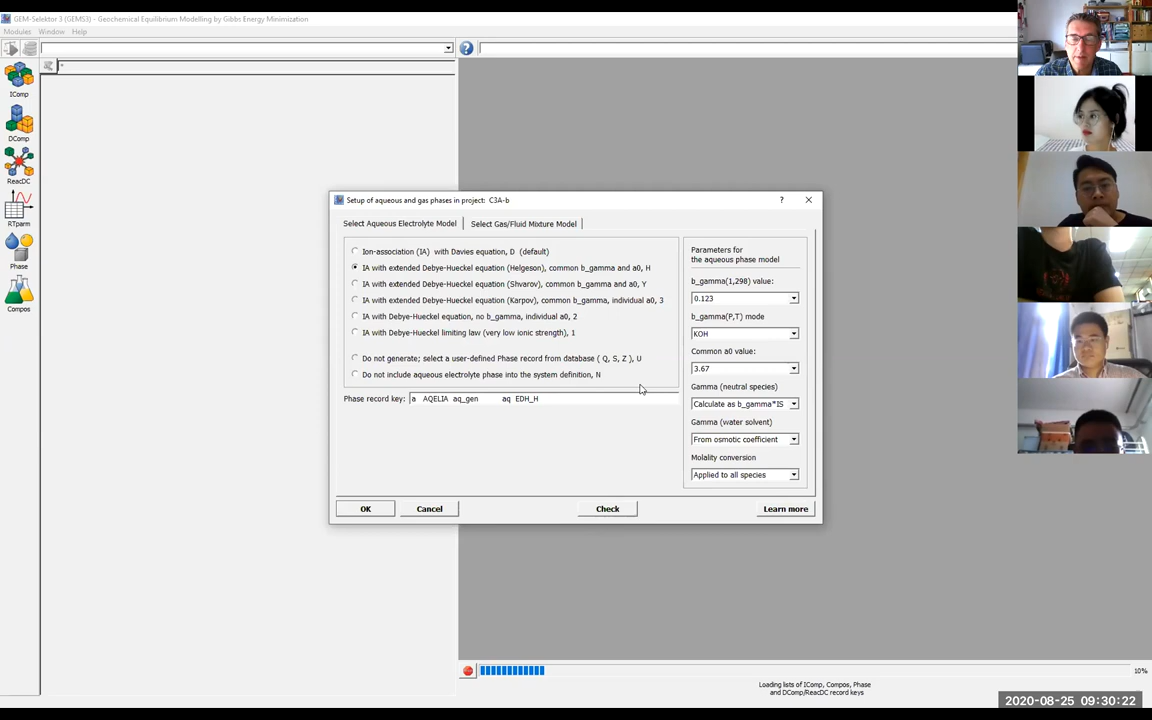 GEM-Selektor 3 (GEMS3) - Geochemical Equilibrium Modelling by Gibbs Energy Minimization
Modules Window Help
IComp
DComp
ReacDC
RTparm
Phase
Compos
Setup of aqueous and gas phases in project: C3A-b
Select Aqueous Electrolyte Model
Select Gas/Fluid Mixture Model
Ion-association (IA) with Davies equation, D (default)
IA with extended Debye-Hueckel equation (Helgeson), common b_gamma and a0, H
IA with extended Debye-Hueckel equation (Shvarov), common b_gamma and a0, Y
IA with extended Debye-Hueckel equation (Karpov), common b_gamma, individual a0, 3
IA with Debye-Hueckel equation, no b_gamma, individual a0, 2
IA with Debye-Hueckel limiting law (very low ionic strength), 1
Do not generate; select a user-defined Phase record from database ( Q, S, Z ), U
Do not include aqueous electrolyte phase into the system definition, N
Phase record key: a AQELIA aq_gen aq EDH_H
Parameters for
the aqueous phase model
b_gamma(1,298) value:
0.123
b_gamma(P,T) mode
KOH
Common a0 value:
3.67
Gamma (neutral species)
Calculate as b_gamma*IS
Gamma (water solvent)
From osmotic coefficient
Molality conversion
Applied to all species
OK
Cancel
Check
Learn more
10%
Loading lists of IComp, Compos, Phase
and DComp/ReacDC record keys
2020-08-25 09:30:22